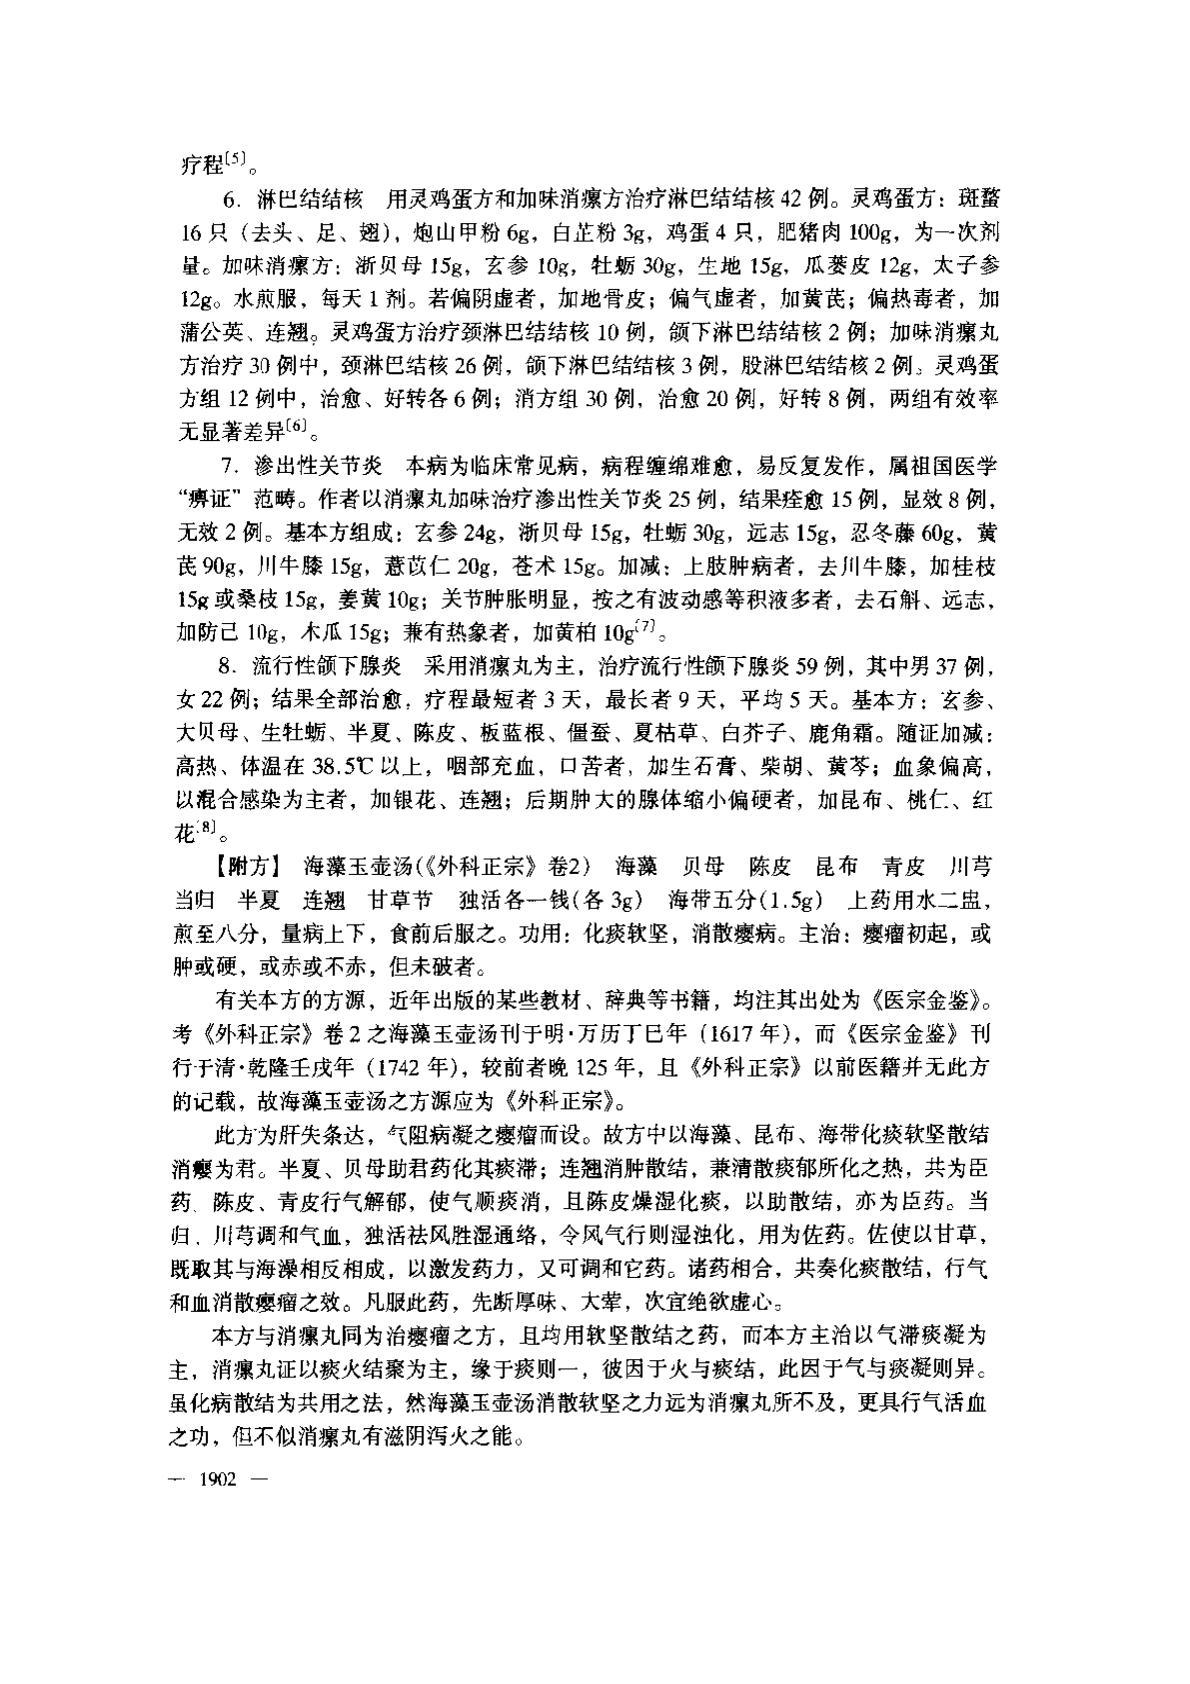 疗程〔5〕。
6．淋巴结结核　用灵鸡蛋方和加味消瘰方治疗淋巴结结核 42 例。灵鸡蛋方：斑蝥
16 只（去头、足、翅），炮山甲粉 6g，白芷粉 3g，鸡蛋 4 只，肥猪肉 100g，为一次剂
量。加味消瘰方：浙贝母 15g，玄参 10g，牡蛎 30g，生地 15g，瓜蒌皮 12g，太子参
12g。水煎服，每天 1 剂。若偏阴虚者，加地骨皮；偏气虚者，加黄芪；偏热毒者，加
蒲公英、连翘。灵鸡蛋方治疗颈淋巴结结核 10 例，颌下淋巴结结核 2 例；加味消瘰丸
方治疗 30 例中，颈淋巴结核 26 例，颌下淋巴结结核 3 例，股淋巴结结核 2 例。灵鸡蛋
方组 12 例中，治愈、好转各 6 例；消方组 30 例，治愈 20 例，好转 8 例，两组有效率
无显著差异〔6〕。
7．渗出性关节炎　本病为临床常见病，病程缠绵难愈，易反复发作，属祖国医学
“痹证”范畴。作者以消瘰丸加味治疗渗出性关节炎 25 例，结果痊愈 15 例，显效 8 例，
无效 2 例。基本方组成：玄参 24g，浙贝母 15g，牡蛎 30g，远志 15g，忍冬藤 60g，黄
芪 90g，川牛膝 15g，薏苡仁 20g，苍术 15g。加减：上肢肿病者，去川牛膝，加桂枝
15g 或桑枝 15g，姜黄 10g；关节肿胀明显，按之有波动感等积液多者，去石斛、远志，
加防己 10g，木瓜 15g；兼有热象者，加黄柏 10g〔7〕。
8．流行性颌下腺炎　采用消瘰丸为主，治疗流行性颌下腺炎 59 例，其中男 37 例，
女 22 例；结果全部治愈，疗程最短者 3 天，最长者 9 天，平均 5 天。基本方：玄参、
大贝母、生牡蛎、半夏、陈皮、板蓝根、僵蚕、夏枯草、白芥子、鹿角霜。随证加减：
高热、体温在 38.5℃以上，咽部充血，口苦者，加生石膏、柴胡、黄芩；血象偏高，
以混合感染为主者，加银花、连翘；后期肿大的腺体缩小偏硬者，加昆布、桃仁、红
花〔8〕。
【附方】　海藻玉壶汤(《外科正宗》卷2)　海藻　贝母　陈皮　昆布　青皮　川芎
当归　半夏　连翘　甘草节　独活各一钱(各 3g)　海带五分(1.5g)　上药用水二盅，
煎至八分，量病上下，食前后服之。功用：化痰软坚，消散瘿病。主治：瘿瘤初起，或
肿或硬，或赤或不赤，但未破者。
有关本方的方源，近年出版的某些教材、辞典等书籍，均注其出处为《医宗金鉴》。
考《外科正宗》卷 2 之海藻玉壶汤刊于明·万历丁巳年（1617 年），而《医宗金鉴》刊
行于清·乾隆壬戌年（1742 年），较前者晚 125 年，且《外科正宗》以前医籍并无此方
的记载，故海藻玉壶汤之方源应为《外科正宗》。
此方为肝失条达，气阻病凝之瘿瘤而设。故方中以海藻、昆布、海带化痰软坚散结
消瘿为君。半夏、贝母助君药化其痰滞；连翘消肿散结，兼清散痰郁所化之热，共为臣
药．陈皮、青皮行气解郁，使气顺痰消，且陈皮燥湿化痰，以助散结，亦为臣药。当
归、川芎调和气血，独活祛风胜湿通络，令风气行则湿浊化，用为佐药。佐使以甘草，
既取其与海澡相反相成，以激发药力，又可调和它药。诸药相合，共奏化痰散结，行气
和血消散瘿瘤之效。凡服此药，先断厚味、大荤，次宜绝欲虚心。
本方与消瘰丸同为治瘿瘤之方，且均用软坚散结之药，而本方主治以气滞痰凝为
主，消瘰丸证以痰火结聚为主，缘于痰则一，彼因于火与痰结，此因于气与痰凝则异。
虽化病散结为共用之法，然海藻玉壶汤消散软坚之力远为消瘰丸所不及，更具行气活血
之功，但不似消瘰丸有滋阴泻火之能。
— 1902 —